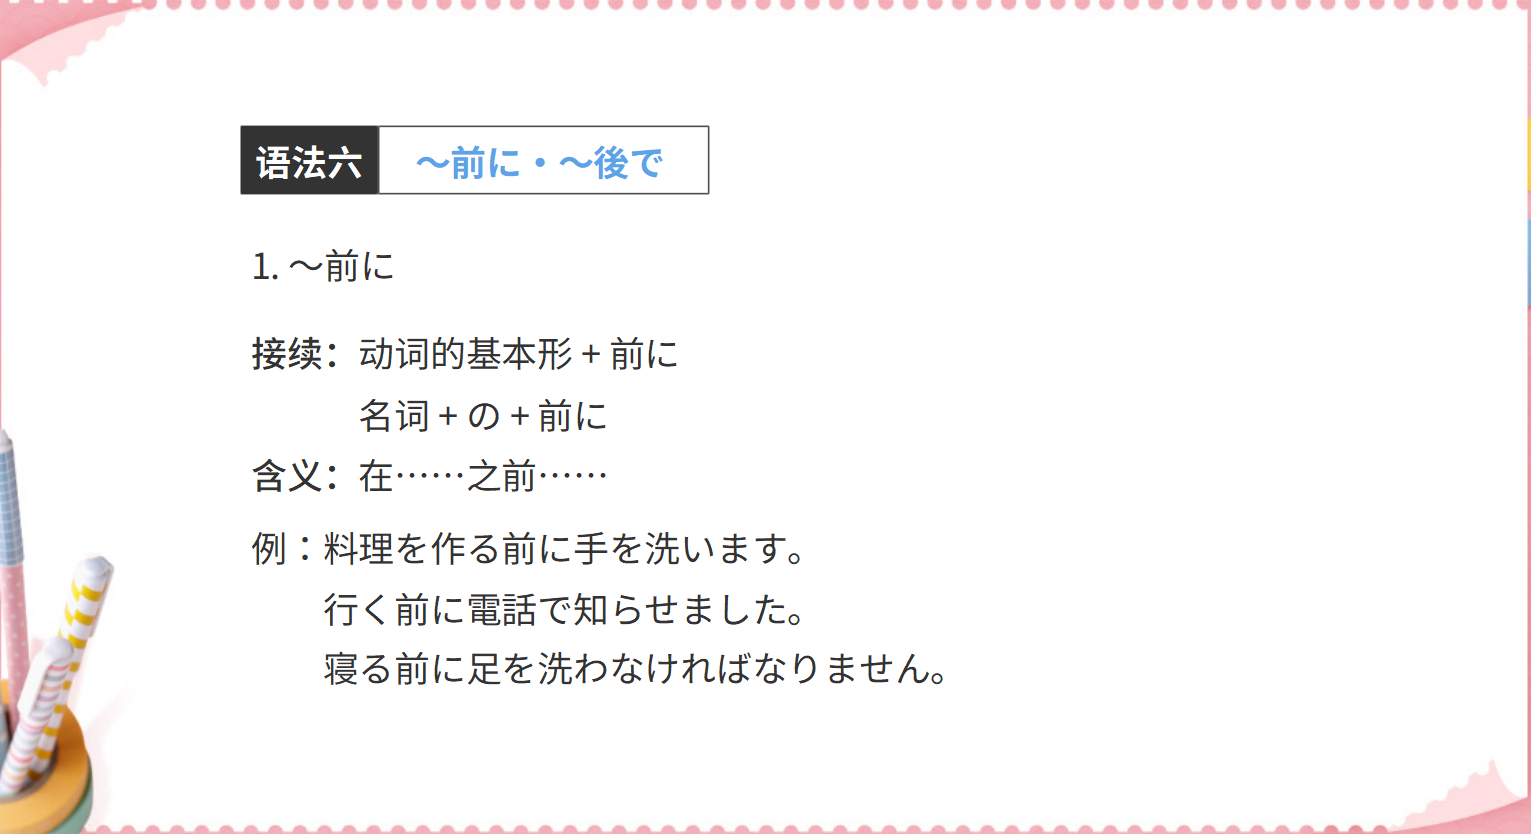 语法六 ～前に・～後で
1. ～前に
接续：动词的基本形 + 前に
名词 + の + 前に
含义：在……之前……
例：料理を作る前に手を洗います。
行く前に電話で知らせました。
寝る前に足を洗わなければなりません。